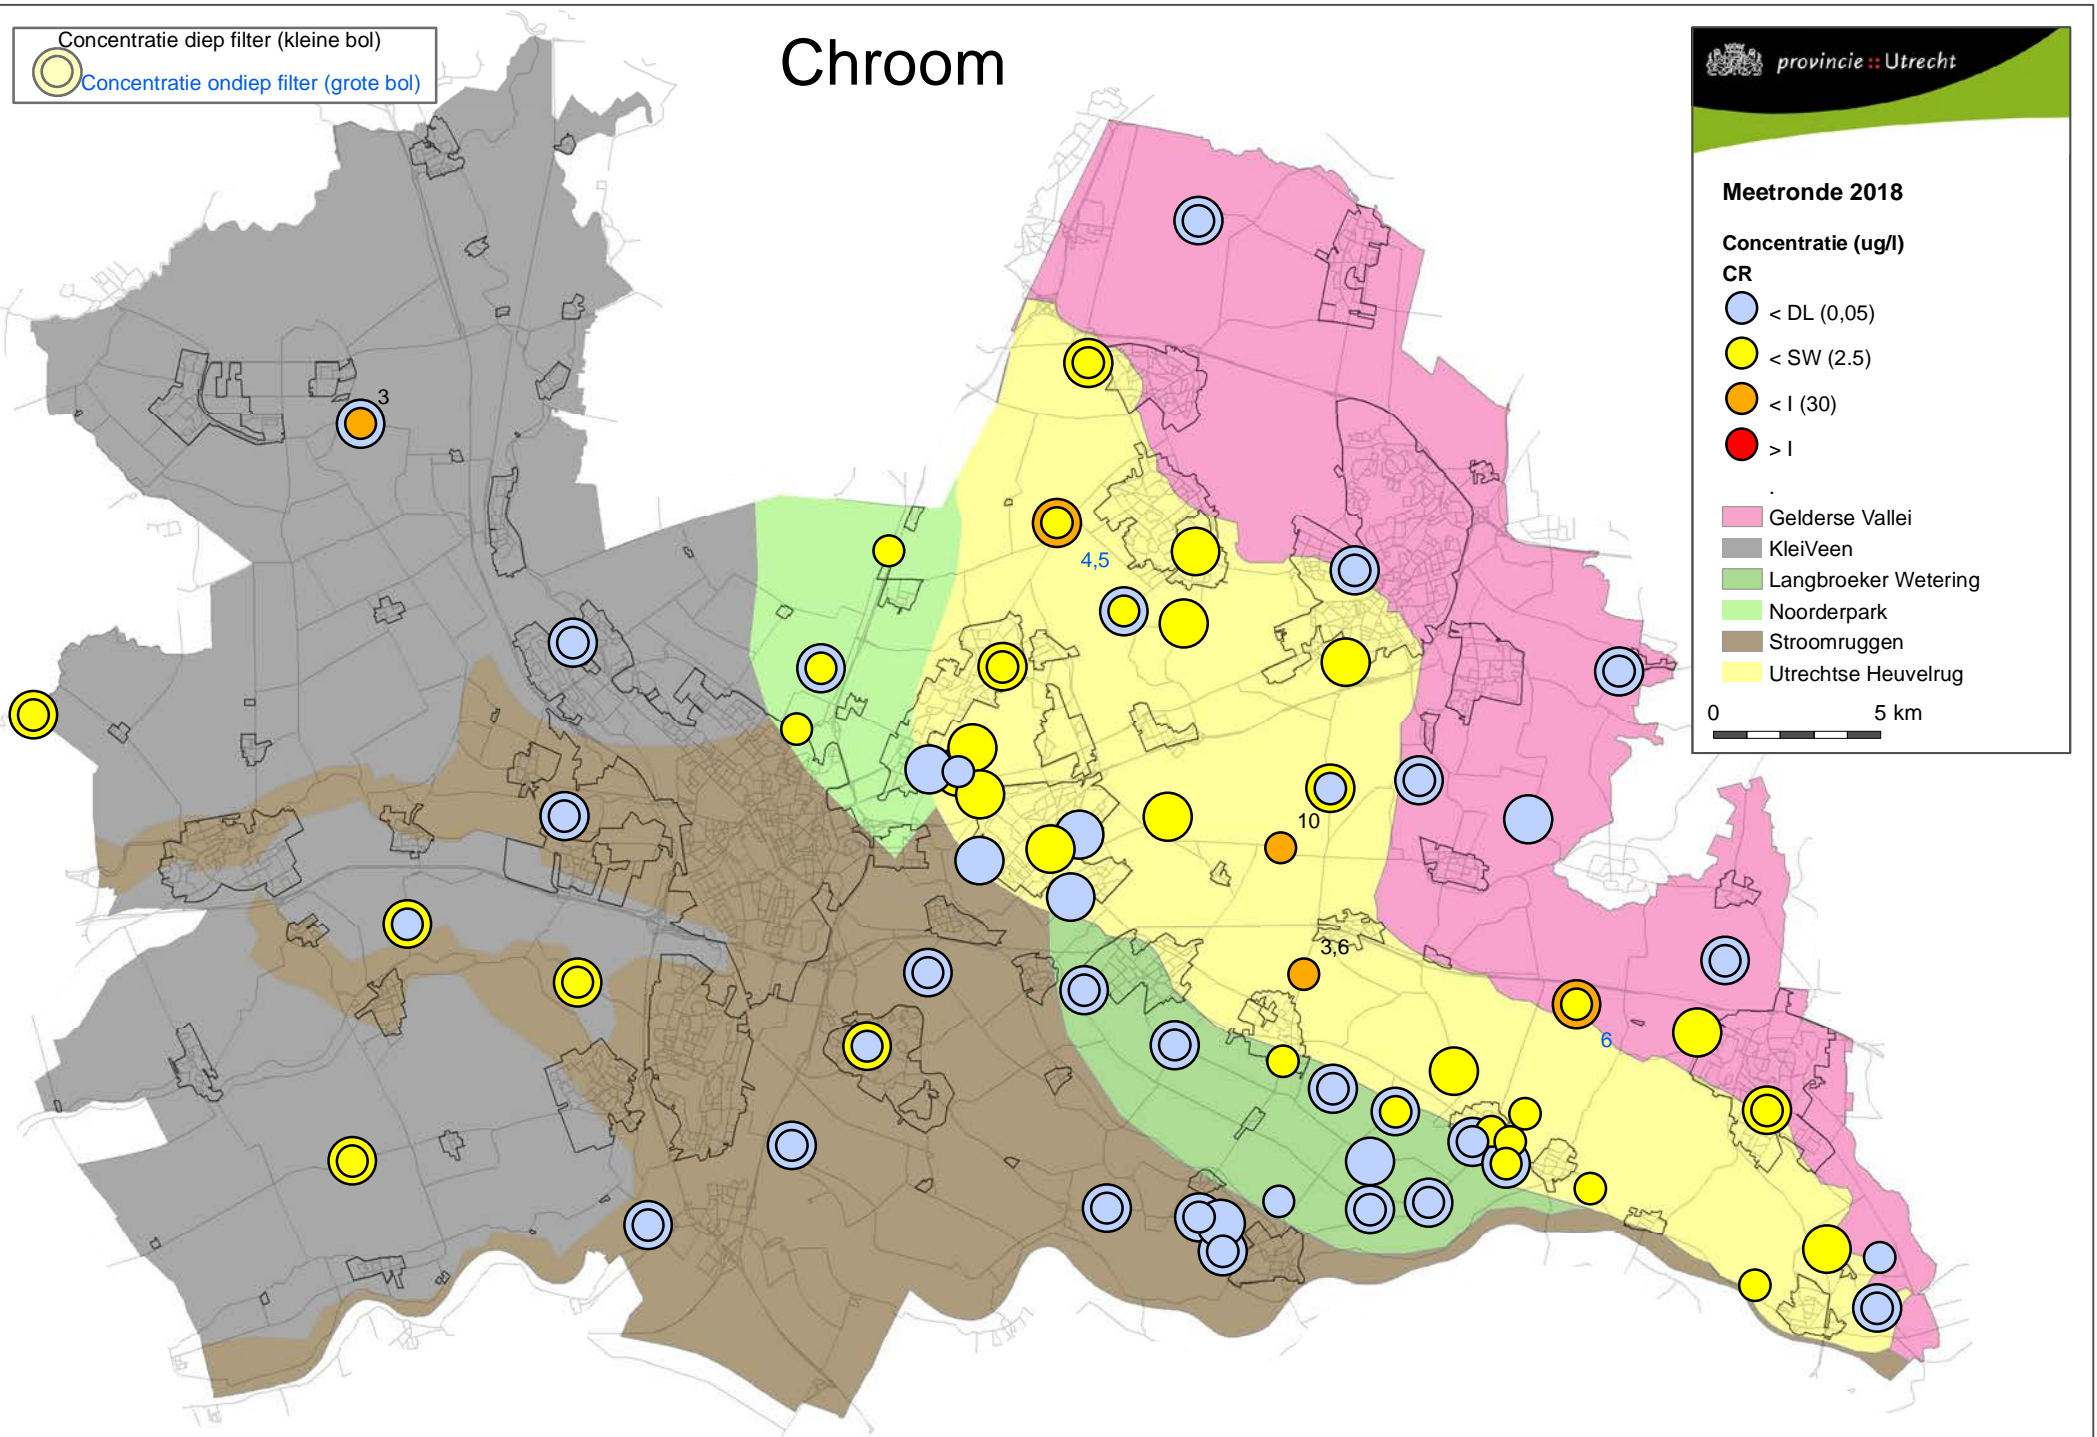 Concentratie diep filter (kleine bol)
Concentratie ondiep filter (grote bol)
Chroom
provincie :: Utrecht
Meetronde 2018
Concentratie (ug/l)
CR
< DL (0,05)
< SW (2.5)
< I (30)
> I
.
Gelderse Vallei
KleiVeen
Langbroeker Wetering
Noorderpark
Stroomruggen
Utrechtse Heuvelrug
0 5 km
3
4,5
10
3,6
6